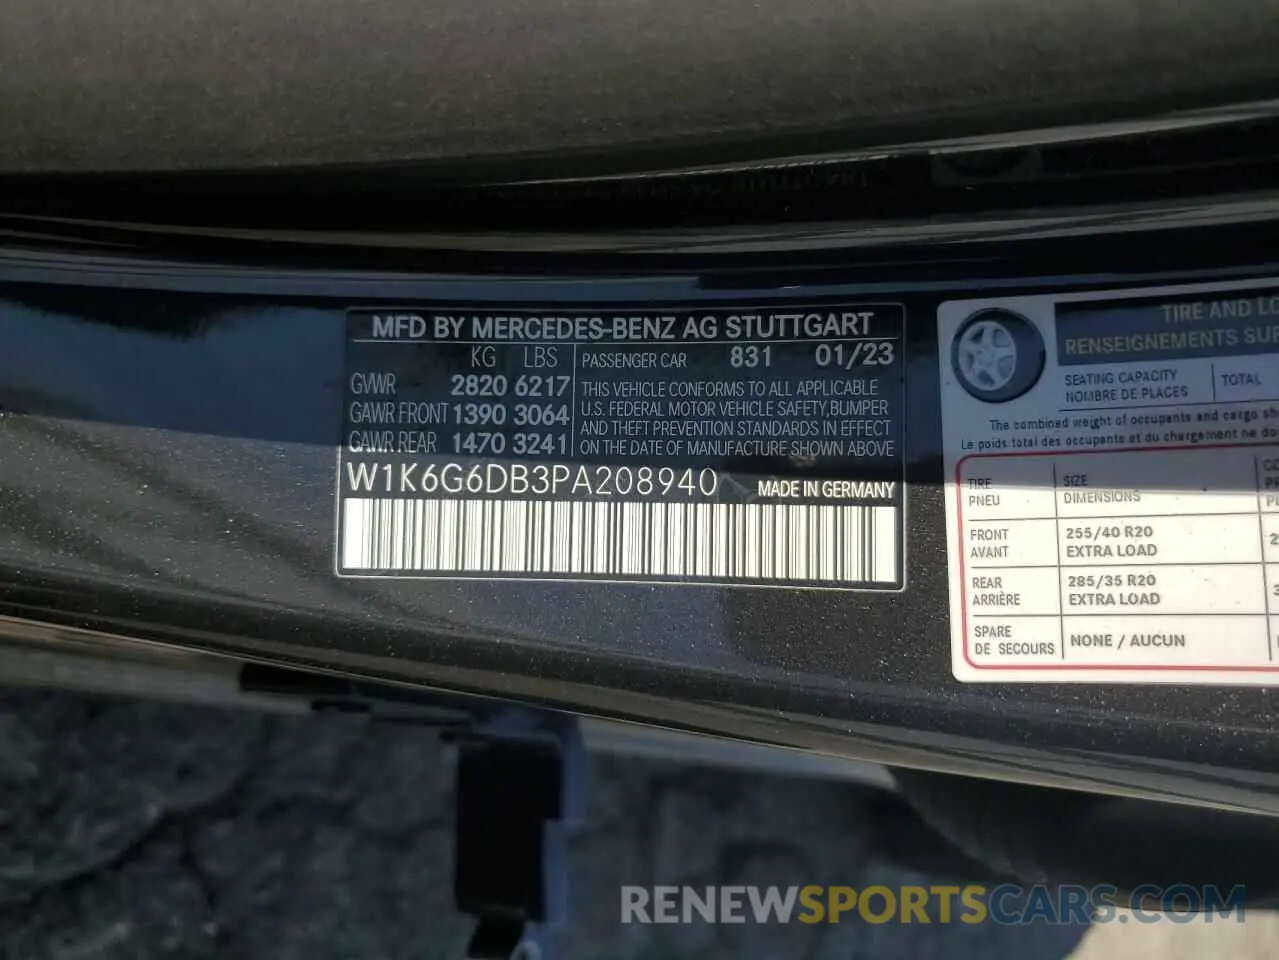 MFD BY MERCEDES-BENZ AG STUTTGART
KG LBS
PASSENGER CAR 831 01/23
GVWR 2820 6217
GAWR FRONT 1390 3064
GAWR REAR 1470 3241
THIS VEHICLE CONFORMS TO ALL APPLICABLE
U.S. FEDERAL MOTOR VEHICLE SAFETY, BUMPER
AND THEFT PREVENTION STANDARDS IN EFFECT
ON THE DATE OF MANUFACTURE SHOWN ABOVE
W1K6G6DB3PA208940
MADE IN GERMANY
TIRE AND
RENSEIGNEMENTS
SEATING CAPACITY
NOMBRE DE PLACES
TOTAL
The combined weight of occupants and cargo
Le poids total des occupants et du chargement ne
TIRE
PNEU
SIZE
DIMENSIONS
FRONT
AVANT
255/40 R20
EXTRA LOAD
REAR
ARRIÈRE
285/35 R20
EXTRA LOAD
SPARE
DE SECOURS
NONE / AUCUN
RENEWSPORTSCARS.COM